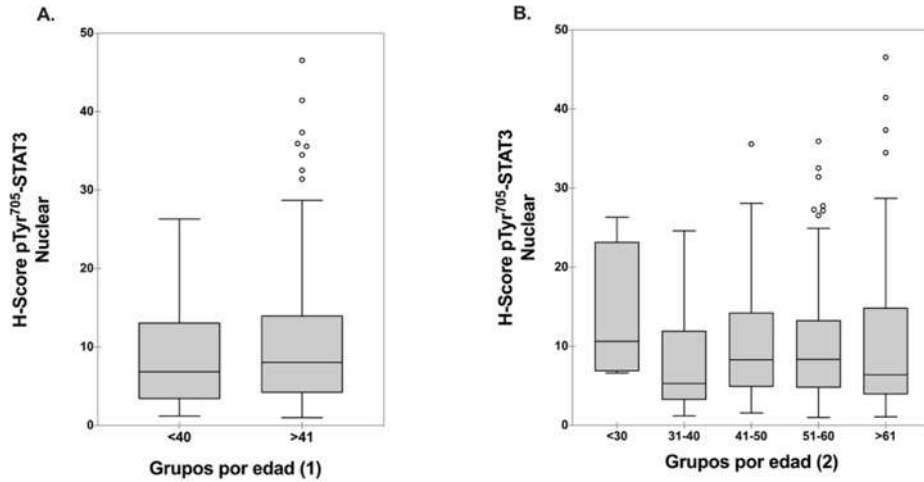 A.
50
40
30
20
10
0
H-Score pTyr⁷⁰⁵-STAT3
Nuclear
<40 >41
Grupos por edad (1)
B.
50
40
30
20
10
0
H-Score pTyr⁷⁰⁵-STAT3
Nuclear
<30 31-40 41-50 51-60 >61
Grupos por edad (2)